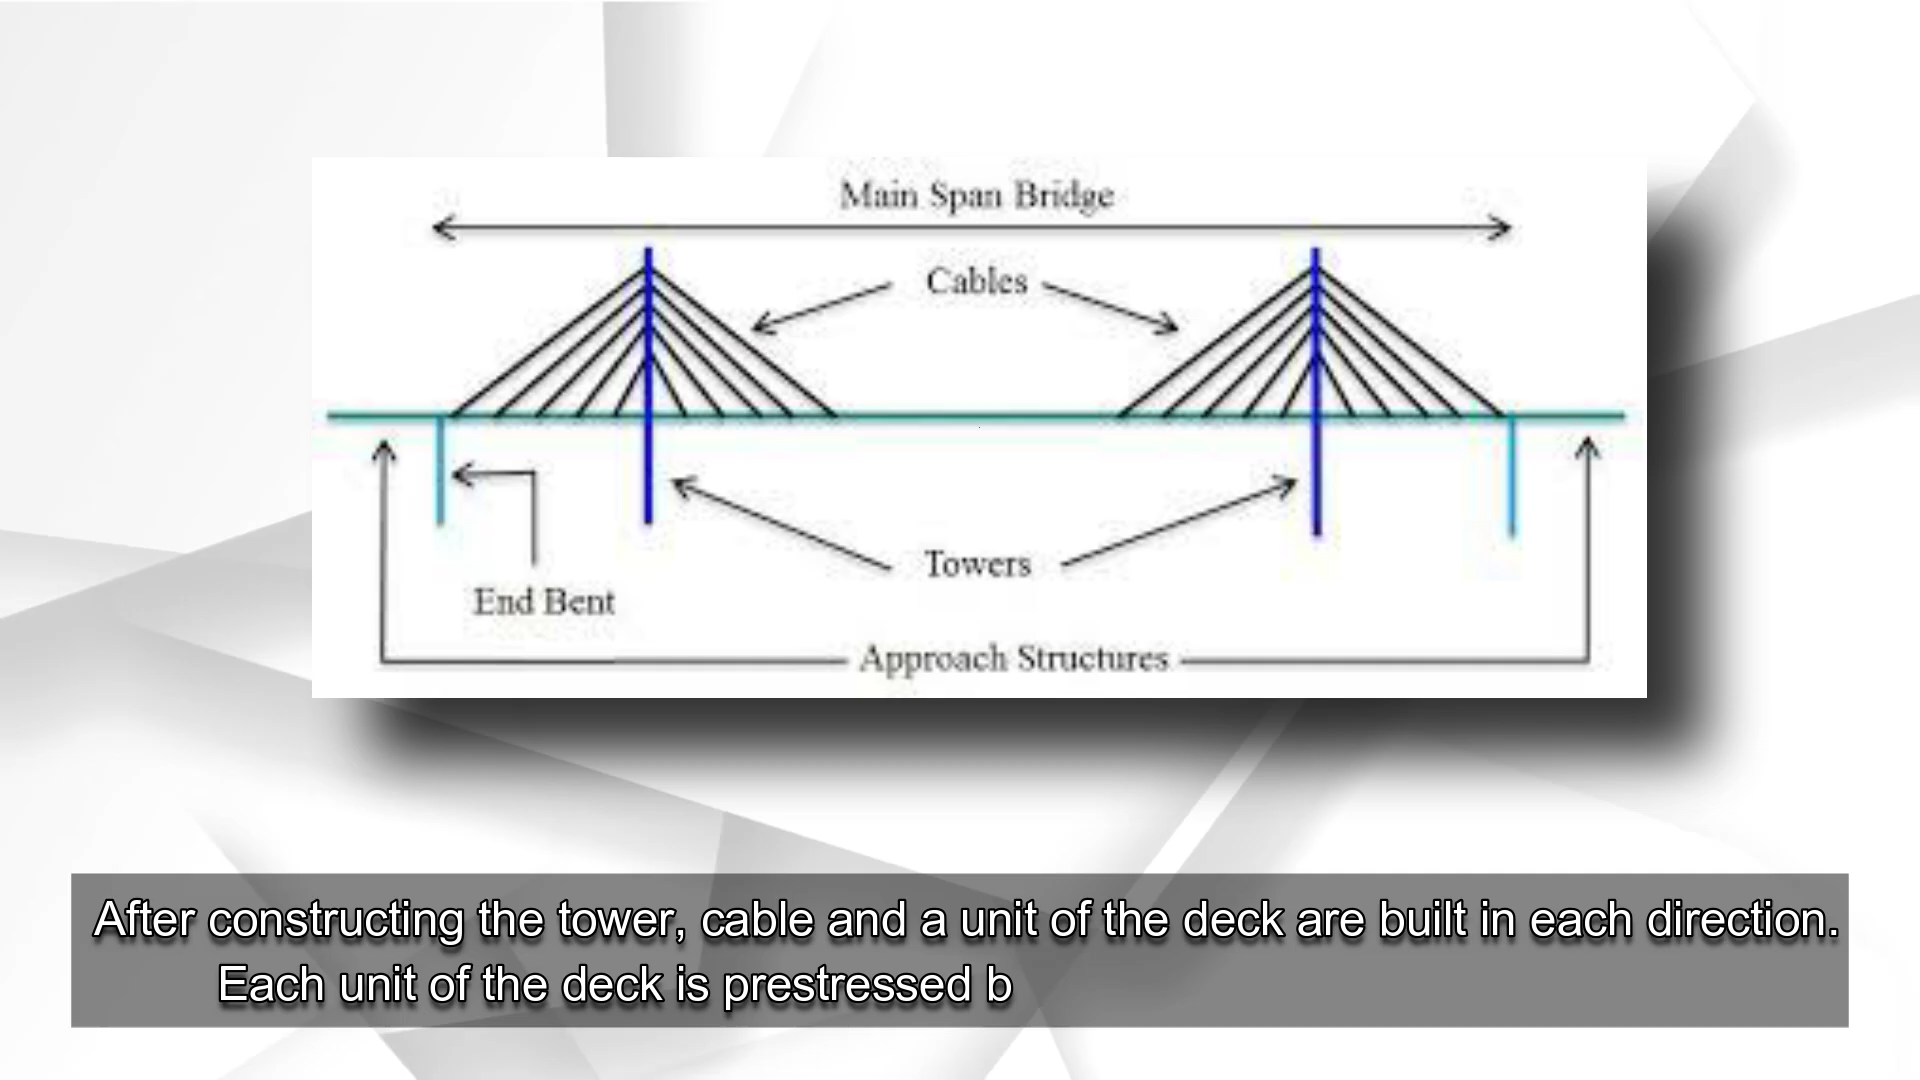 Main Span Bridge
Cables
Towers
End Bent
Approach Structures
After constructing the tower, cable and a unit of the deck are built in each direction.
Each unit of the deck is prestressed b